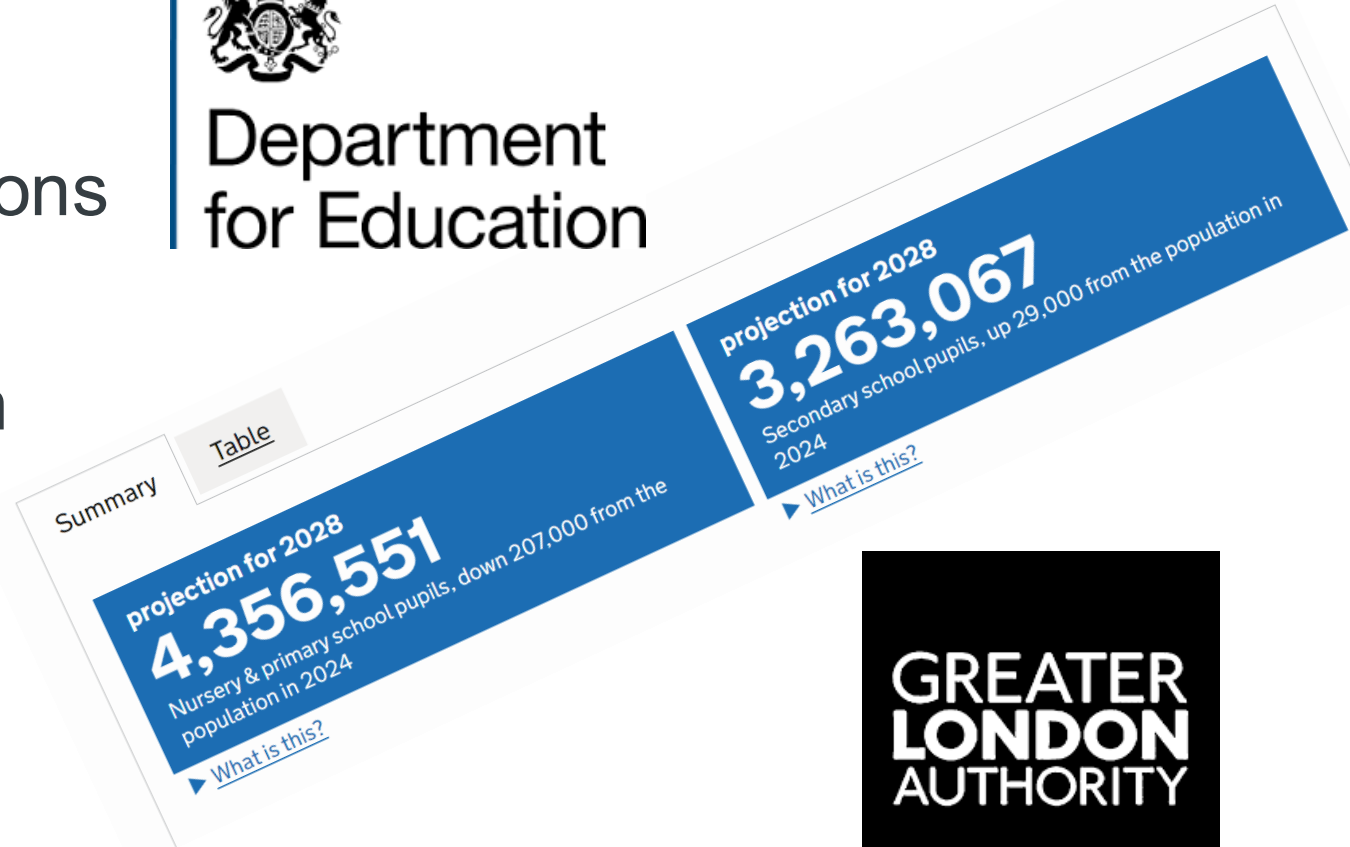 Department
for Education
ons
n
Summary
Table
projection for 2028
4,356,551
Nursery & primary school pupils, down 207,000 from the
population in 2024
What is this?
projection for 2028
3,263,067
Secondary school pupils, up 29,000 from the population in
2024
What is this?
GREATER
LONDON
AUTHORITY